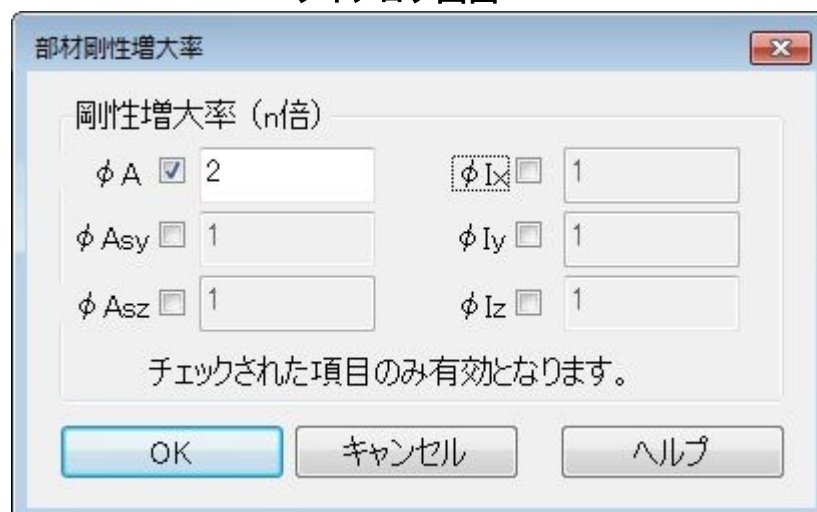 部材剛性増大率
剛性増大率 (n倍)
φA 2 φIx 1
φAsy 1 φIy 1
φAsz 1 φIz 1
チェックされた項目のみ有効となります。
OK キャンセル ヘルプ